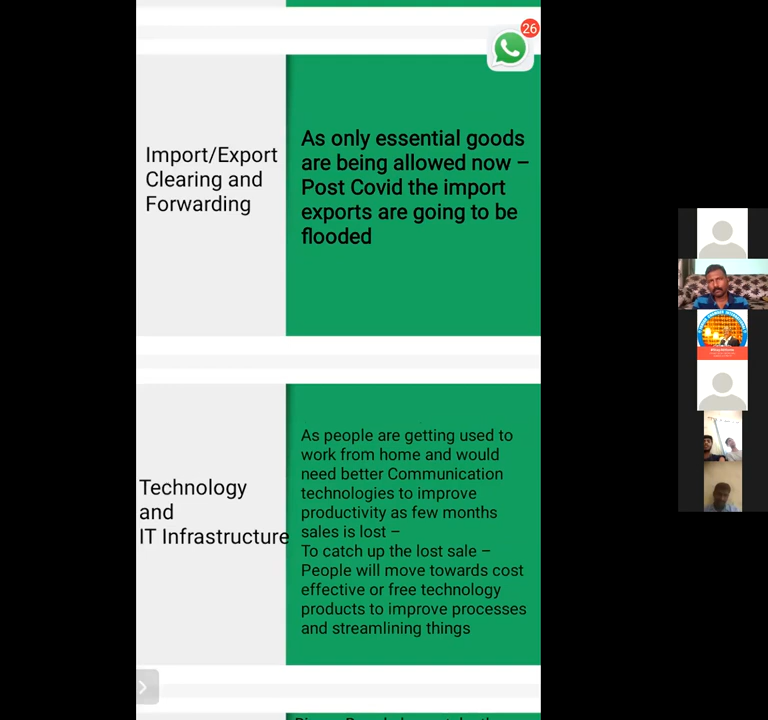 26
Import/Export
Clearing and
Forwarding
As only essential goods
are being allowed now –
Post Covid the import
exports are going to be
flooded
Technology
and
IT Infrastructure
As people are getting used to
work from home and would
need better Communication
technologies to improve
productivity as few months
sales is lost –
To catch up the lost sale –
People will move towards cost
effective or free technology
products to improve processes
and streamlining things